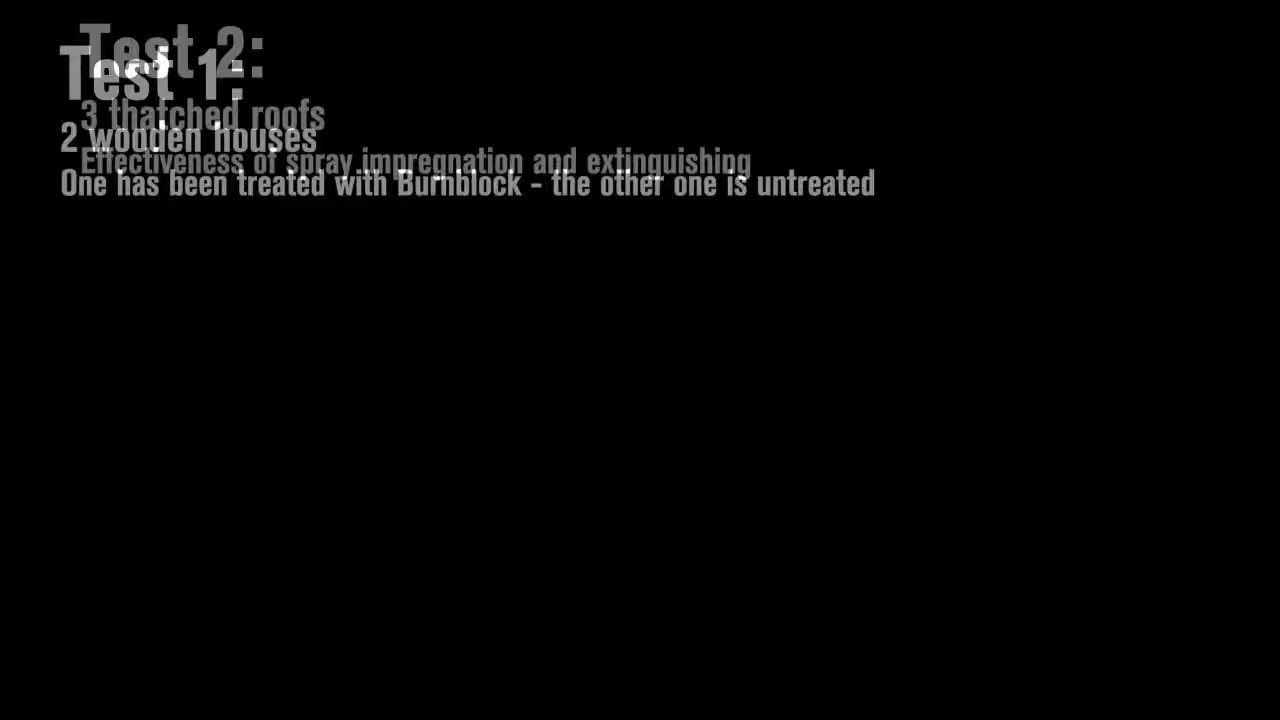 Test 2:
3 thatched roofs
Effectiveness of spray impregnation and extinguishing
Test 1:
2 wooden houses
One has been treated with Burnblock - the other one is untreated